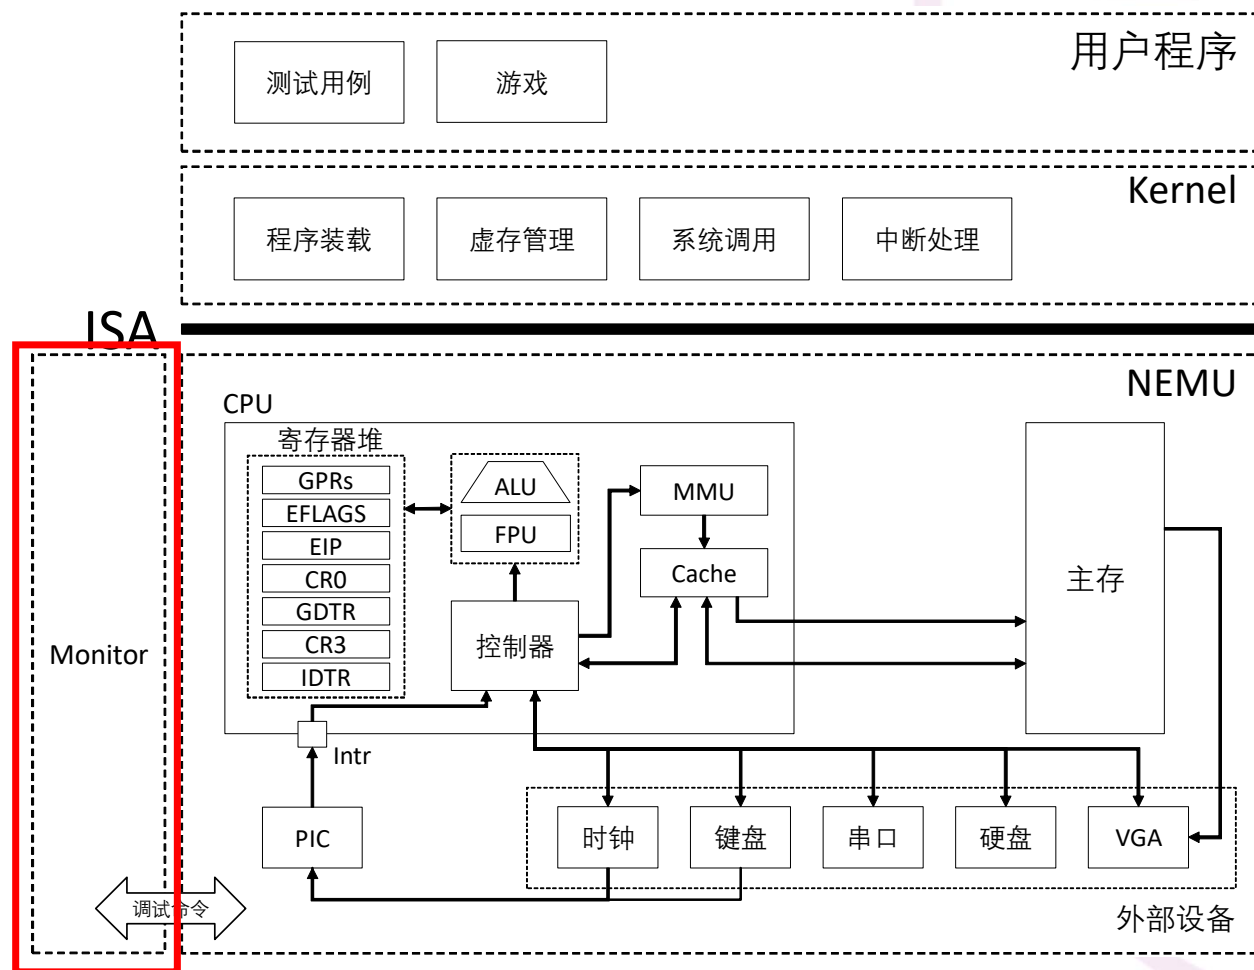 用户程序
测试用例
游戏
Kernel
程序装载
虚存管理
系统调用
中断处理
ISA
NEMU
CPU
寄存器堆
GPRs
EFLAGS
EIP
CR0
GDTR
CR3
IDTR
ALU
FPU
MMU
Cache
控制器
主存
Monitor
Intr
PIC
时钟
键盘
串口
硬盘
VGA
调试命令
外部设备